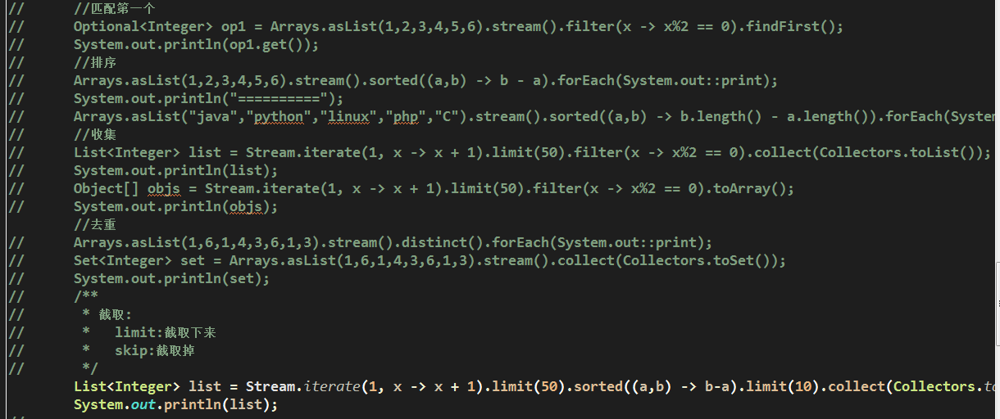 //      //匹配第一个
//      Optional<Integer> op1 = Arrays.asList(1,2,3,4,5,6).stream().filter(x -> x%2 == 0).findFirst();
//      System.out.println(op1.get());
//      //排序
//      Arrays.asList(1,2,3,4,5,6).stream().sorted((a,b) -> b - a).forEach(System.out::print);
//      System.out.println("==========");
//      Arrays.asList("java","python","linux","php","C").stream().sorted((a,b) -> b.length() - a.length()).forEach(System
//      //收集
//      List<Integer> list = Stream.iterate(1, x -> x + 1).limit(50).filter(x -> x%2 == 0).collect(Collectors.toList());
//      System.out.println(list);
//      Object[] objs = Stream.iterate(1, x -> x + 1).limit(50).filter(x -> x%2 == 0).toArray();
//      System.out.println(objs);
        //去重
//      Arrays.asList(1,6,1,4,3,6,1,3).stream().distinct().forEach(System.out::print);
//      Set<Integer> set = Arrays.asList(1,6,1,4,3,6,1,3).stream().collect(Collectors.toSet());
//      System.out.println(set);
//      /**
//       * 截取:
//       *   limit:截取下来
//       *   skip:截取掉
//       */
        List<Integer> list = Stream.iterate(1, x -> x + 1).limit(50).sorted((a,b) -> b-a).limit(10).collect(Collectors.to
        System.out.println(list);
//